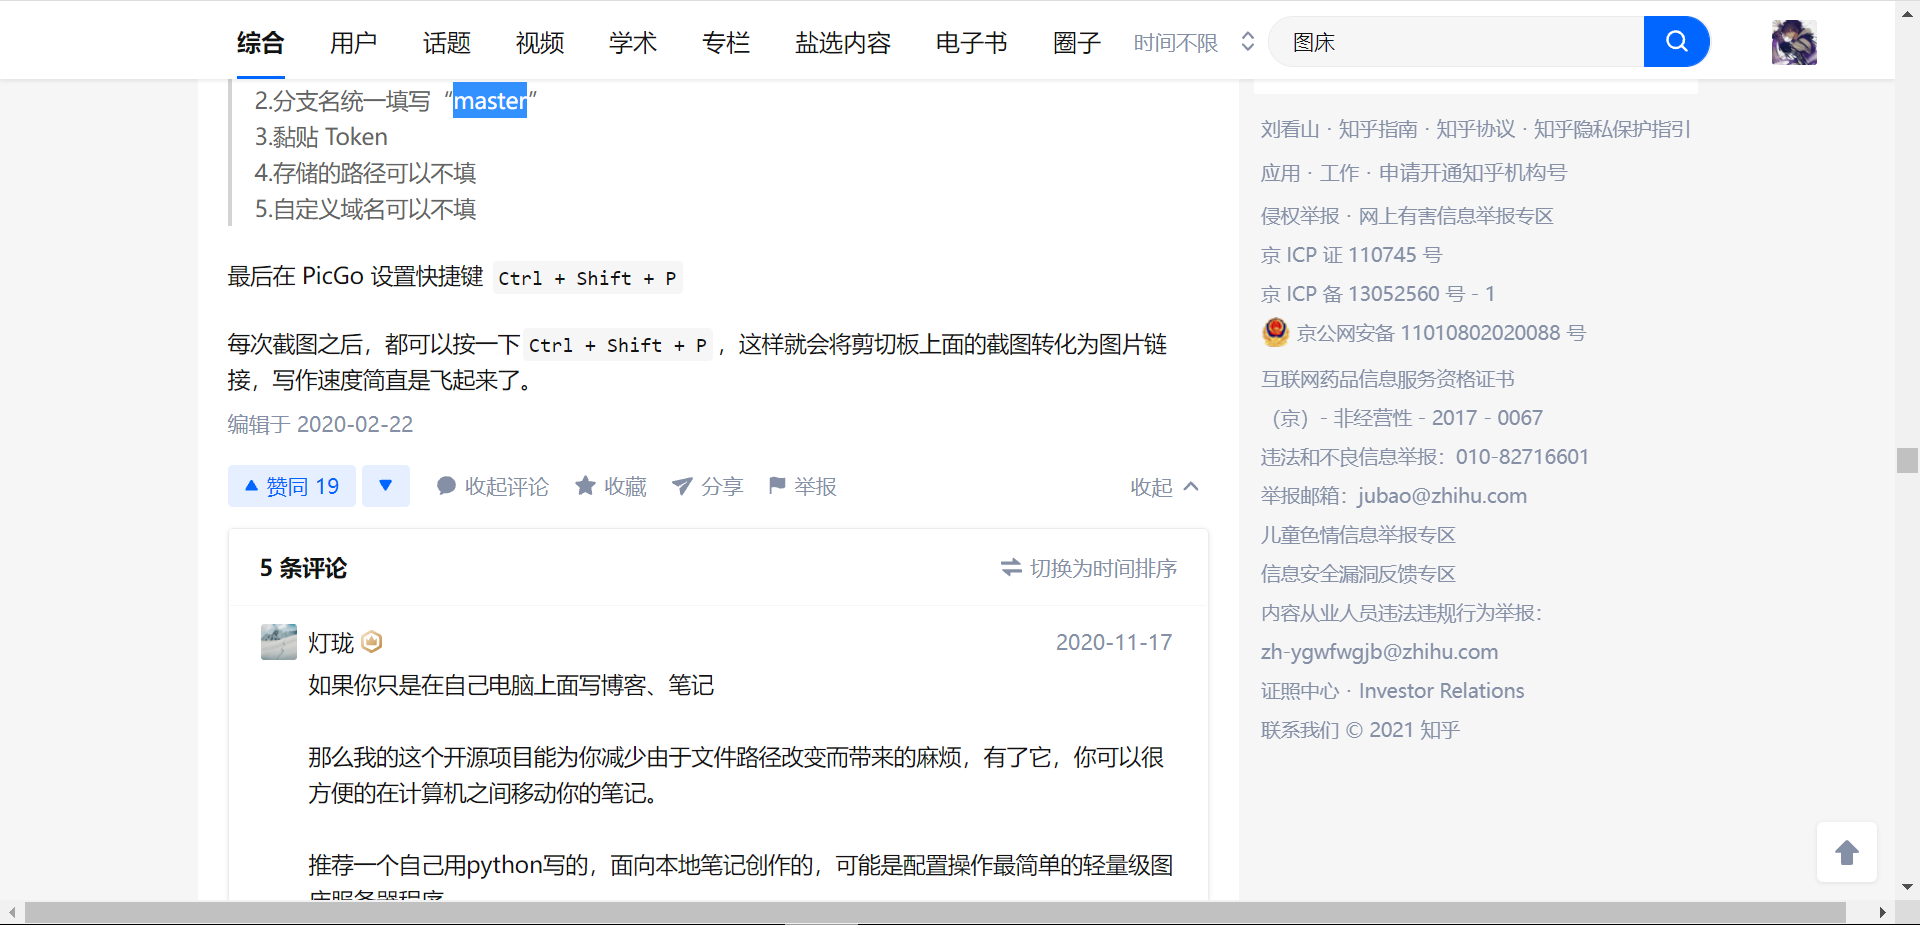 综合 用户 话题 视频 学术 专栏 盐选内容 电子书 圈子 时间不限 图床
2.分支名统一填写“master”
3.黏贴 Token
4.存储的路径可以不填
5.自定义域名可以不填
最后在 PicGo 设置快捷键 Ctrl + Shift + P
每次截图之后，都可以按一下 Ctrl + Shift + P ，这样就会将剪切板上面的截图转化为图片链
接，写作速度简直是飞起来了。
编辑于 2020-02-22
赞同 19 收起评论 收藏 分享 举报 收起
5 条评论 切换为时间排序
灯珑 2020-11-17
如果你只是在自己电脑上面写博客、笔记
那么我的这个开源项目能为你减少由于文件路径改变而带来的麻烦，有了它，你可以很
方便的在计算机之间移动你的笔记。
推荐一个自己用python写的，面向本地笔记创作的，可能是配置操作最简单的轻量级图
床服务器程序
刘看山 · 知乎指南 · 知乎协议 · 知乎隐私保护指引
应用 · 工作 · 申请开通知乎机构号
侵权举报 · 网上有害信息举报专区
京 ICP 证 110745 号
京 ICP 备 13052560 号 - 1
京公网安备 11010802020088 号
互联网药品信息服务资格证书
（京）- 非经营性 - 2017 - 0067
违法和不良信息举报：010-82716601
举报邮箱：jubao@zhihu.com
儿童色情信息举报专区
信息安全漏洞反馈专区
内容从业人员违法违规行为举报：
zh-ygwfwgjb@zhihu.com
证照中心 · Investor Relations
联系我们 © 2021 知乎